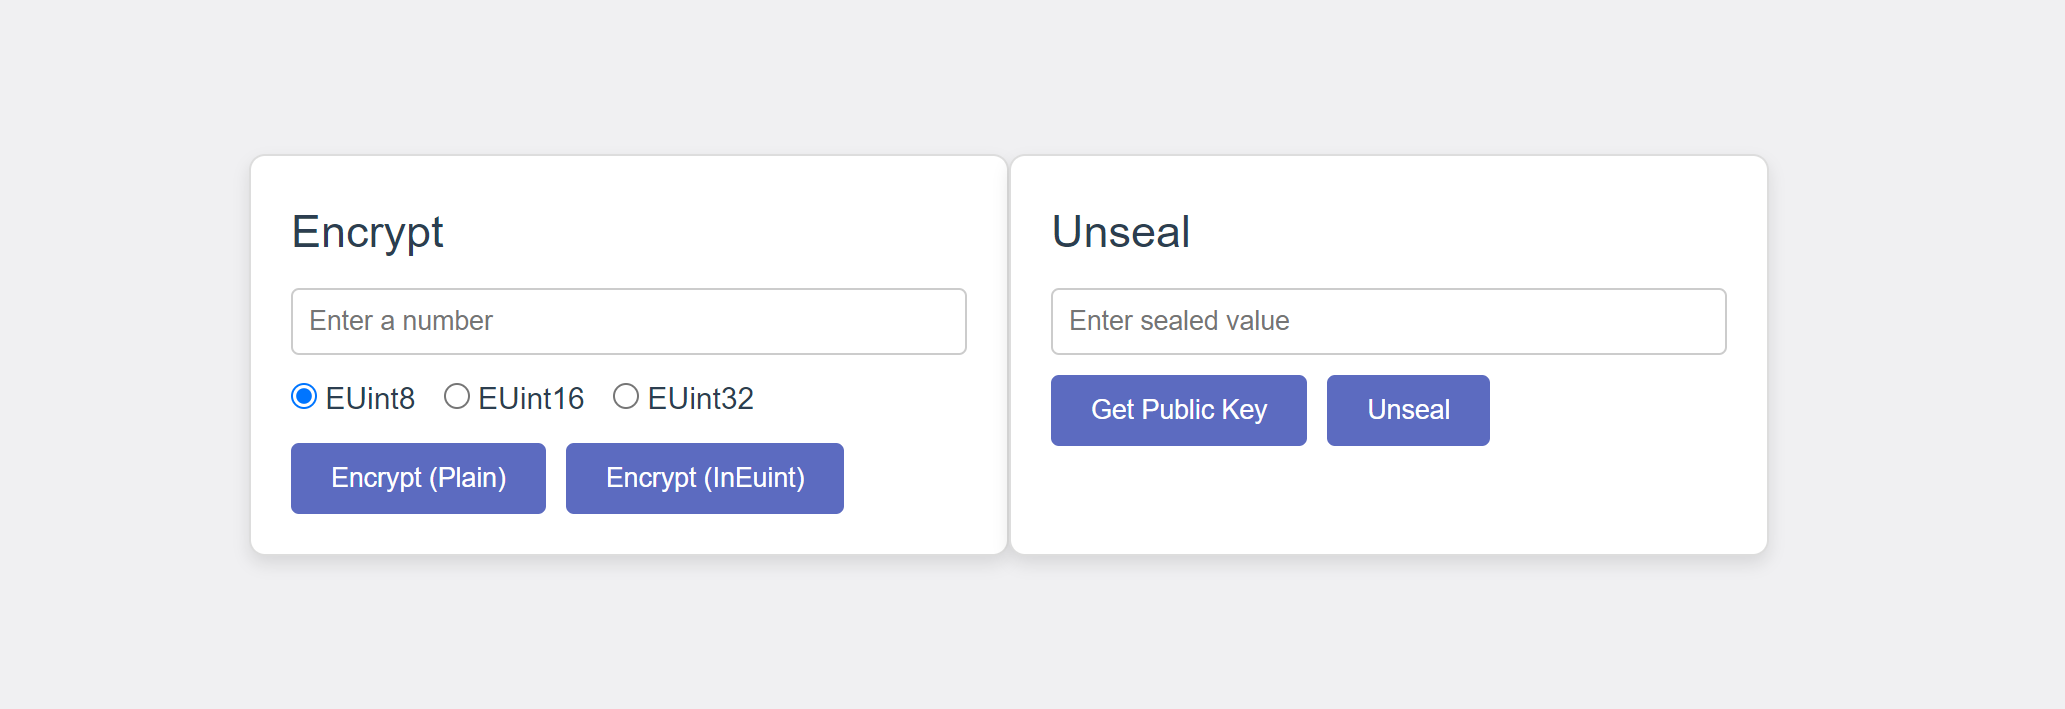 Encrypt
Enter a number
EUint8 EUint16 EUint32
Encrypt (Plain) Encrypt (InEuint)
Unseal
Enter sealed value
Get Public Key Unseal